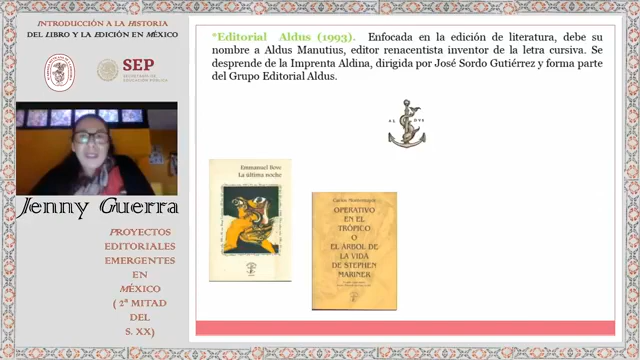 INTRODUCCIÓN A LA HISTORIA
DEL LIBRO Y LA EDICIÓN EN MÉXICO
SEP
SECRETARÍA DE
EDUCACIÓN PÚBLICA
Jenny Guerra
PROYECTOS
EDITORIALES
EMERGENTES
EN
MÉXICO
( 2ª MITAD
DEL
S. XX)
*Editorial Aldus (1993). Enfocada en la edición de literatura, debe su
nombre a Aldus Manutius, editor renacentista inventor de la letra cursiva. Se
desprende de la Imprenta Aldina, dirigida por José Sordo Gutiérrez y forma parte
del Grupo Editorial Aldus.
AL DVS
Emmanuel Bove
La última noche
OPERATIVO
EN EL
TRÓPICO
O
EL ÁRBOL DE
LA VIDA
DE STEPHEN
MARINER